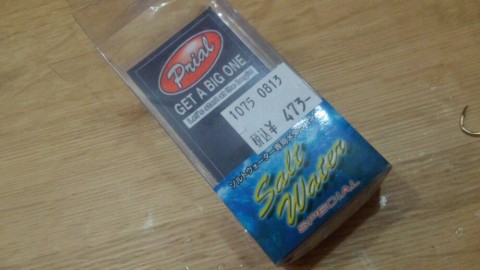 Prial
GET A BIG ONE
1075 0813
税込¥ 473-
Salt
Water
SPECIAL